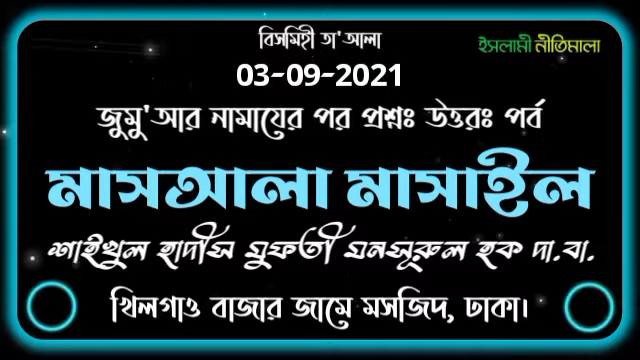 বিসমিহী তা'আলা
ইসলামী নীতিমালা
03-09-2021
জুমু'আর নামাযের পর প্রশ্নঃ উত্তরঃ পর্ব
মাসআলা মাসাইল
শাইখুল হাদীস মুফতী মনসূরুল হক দা.বা.
খিলগাও বাজার জামে মসজিদ, ঢাকা।